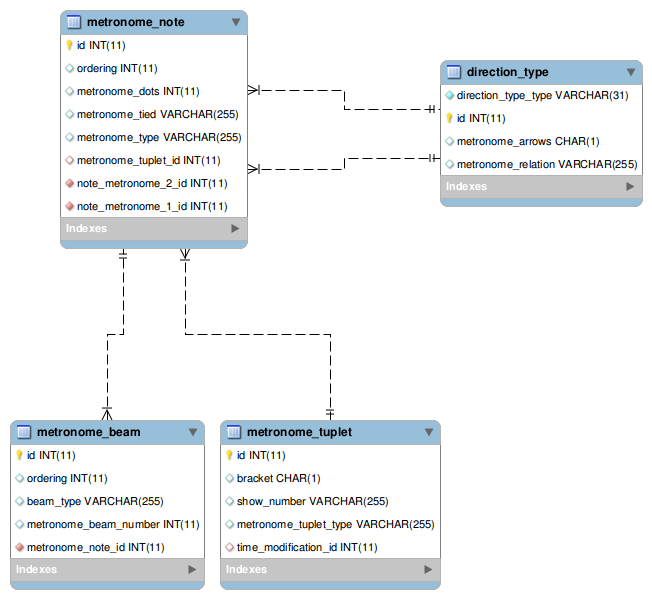 metronome_note
id INT(11)
ordering INT(11)
metronome_dots INT(11)
metronome_tied VARCHAR(255)
metronome_type VARCHAR(255)
metronome_tuplet_id INT(11)
note_metronome_2_id INT(11)
note_metronome_1_id INT(11)
Indexes
direction_type
direction_type_type VARCHAR(31)
id INT(11)
metronome_arrows CHAR(1)
metronome_relation VARCHAR(255)
Indexes
metronome_beam
id INT(11)
ordering INT(11)
beam_type VARCHAR(255)
metronome_beam_number INT(11)
metronome_note_id INT(11)
Indexes
metronome_tuplet
id INT(11)
bracket CHAR(1)
show_number VARCHAR(255)
metronome_tuplet_type VARCHAR(255)
time_modification_id INT(11)
Indexes